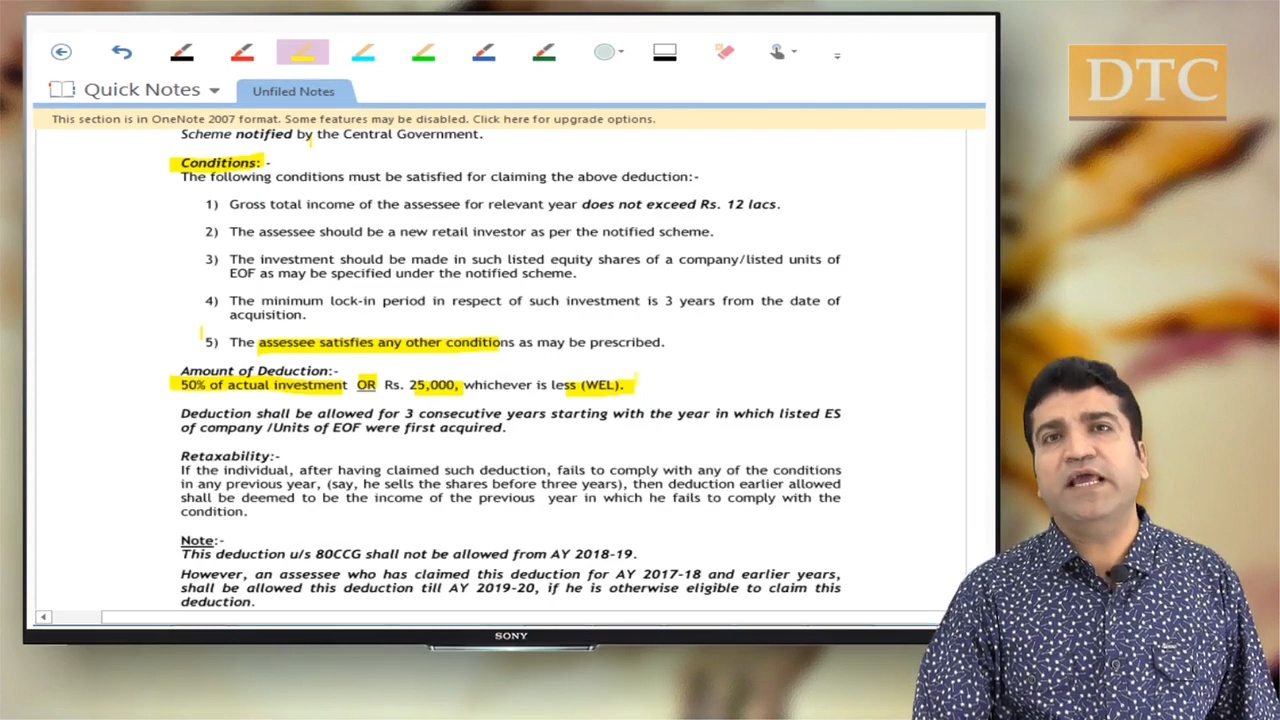 DTC
Quick Notes
Unfiled Notes
This section is in OneNote 2007 format. Some features may be disabled. Click here for upgrade options.
Scheme notified by the Central Government.
Conditions: -
The following conditions must be satisfied for claiming the above deduction:-
1) Gross total income of the assessee for relevant year does not exceed Rs. 12 lacs.
2) The assessee should be a new retail investor as per the notified scheme.
3) The investment should be made in such listed equity shares of a company/listed units of
EOF as may be specified under the notified scheme.
4) The minimum lock-in period in respect of such investment is 3 years from the date of
acquisition.
5) The assessee satisfies any other conditions as may be prescribed.
Amount of Deduction:-
50% of actual investment OR Rs. 25,000, whichever is less (WEL).
Deduction shall be allowed for 3 consecutive years starting with the year in which listed ES
of company /Units of EOF were first acquired.
Retaxability:-
If the individual, after having claimed such deduction, fails to comply with any of the conditions
in any previous year, (say, he sells the shares before three years), then deduction earlier allowed
shall be deemed to be the income of the previous year in which he fails to comply with the
condition.
Note:-
This deduction u/s 80CCG shall not be allowed from AY 2018-19.
However, an assessee who has claimed this deduction for AY 2017-18 and earlier years,
shall be allowed this deduction till AY 2019-20, if he is otherwise eligible to claim this
deduction.
SONY